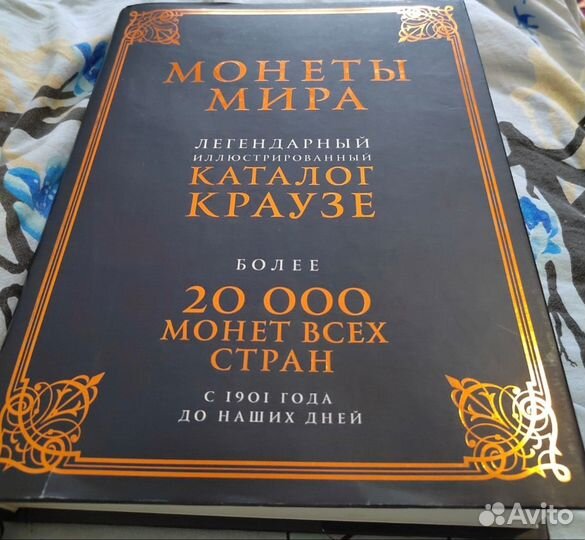 МОНЕТЫ
МИРА
ЛЕГЕНДАРНЫЙ
ИЛЛЮСТРИРОВАННЫЙ
КАТАЛОГ
КРАУЗЕ
БОЛЕЕ
20 000
МОНЕТ ВСЕХ
СТРАН
С 1901 ГОДА
ДО НАШИХ ДНЕЙ
Avito